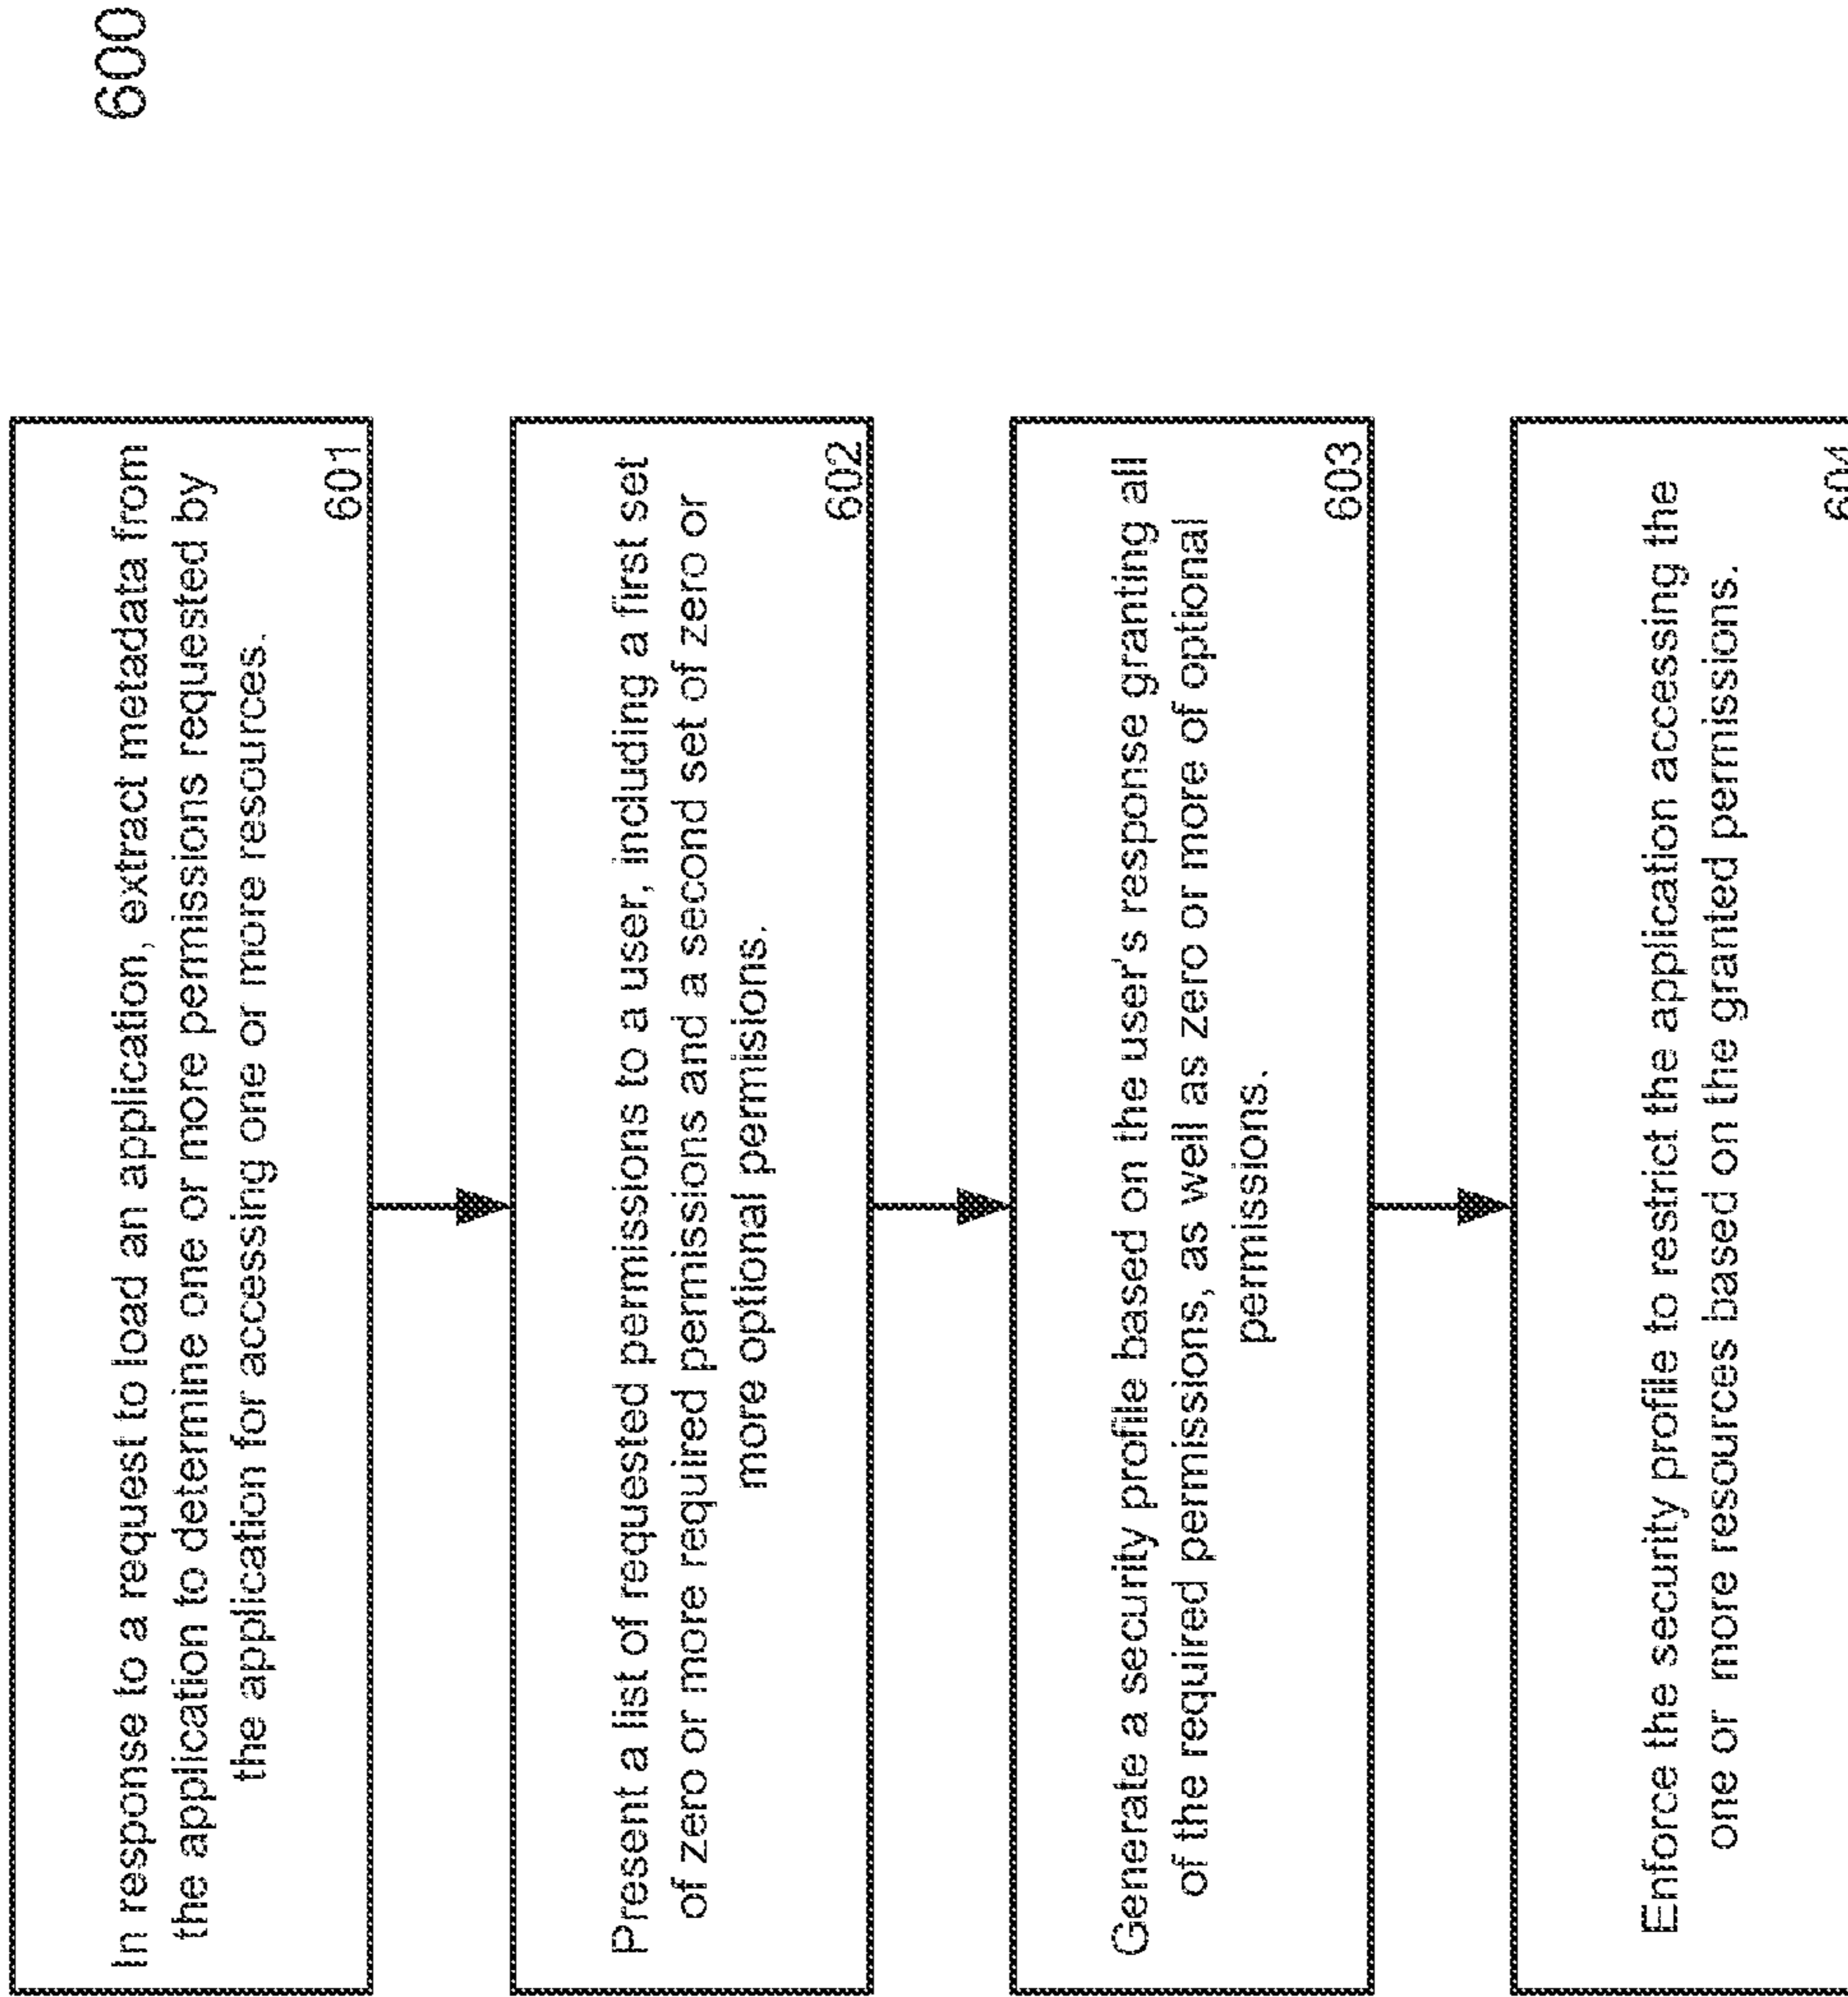 600
In response to a request to load an application, extract metadata from
the application to determine one or more permissions requested by
the application for accessing one or more resources.
601
Present a list of requested permissions to a user, including a first set
of zero or more required permissions and a second set of zero or
more optional permisions.
602
Generate a security profile based on the user's response granting all
of the required permissions, as well as zero or more of optional
permissions.
603
Enforce the security profile to restrict the application accessing the
one or more resources based on the granted permissions.
604